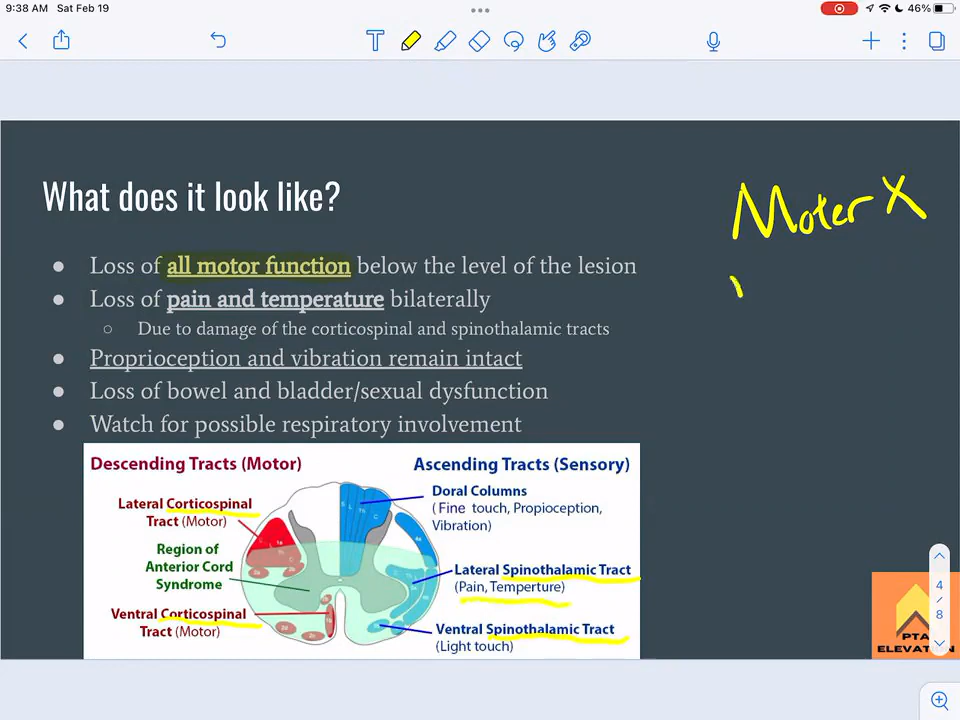 9:38 AM Sat Feb 19
46%
What does it look like?
Moter X
● Loss of all motor function below the level of the lesion
● Loss of pain and temperature bilaterally
○ Due to damage of the corticospinal and spinothalamic tracts
● Proprioception and vibration remain intact
● Loss of bowel and bladder/sexual dysfunction
● Watch for possible respiratory involvement
Descending Tracts (Motor)
Ascending Tracts (Sensory)
Lateral Corticospinal
Tract (Motor)
Region of
Anterior Cord
Syndrome
Ventral Corticospinal
Tract (Motor)
Doral Columns
(Fine touch, Propioception,
Vibration)
Lateral Spinothalamic Tract
(Pain, Temperture)
Ventral Spinothalamic Tract
(Light touch)
4
/
8
PTA
ELEVATION